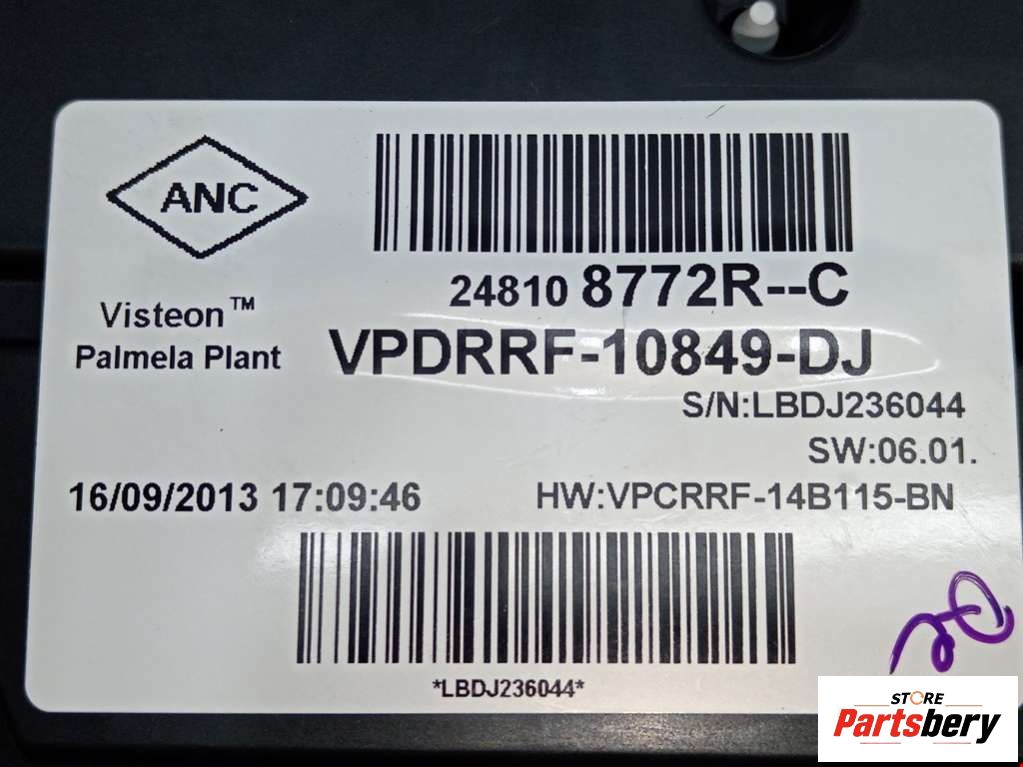 ANC
24810 8772R--C
Visteon™
Palmela Plant
VPDRRF-10849-DJ
S/N:LBDJ236044
SW:06.01.
16/09/2013 17:09:46
HW:VPCRRF-14B115-BN
*LBDJ236044*
STORE
Partsbery